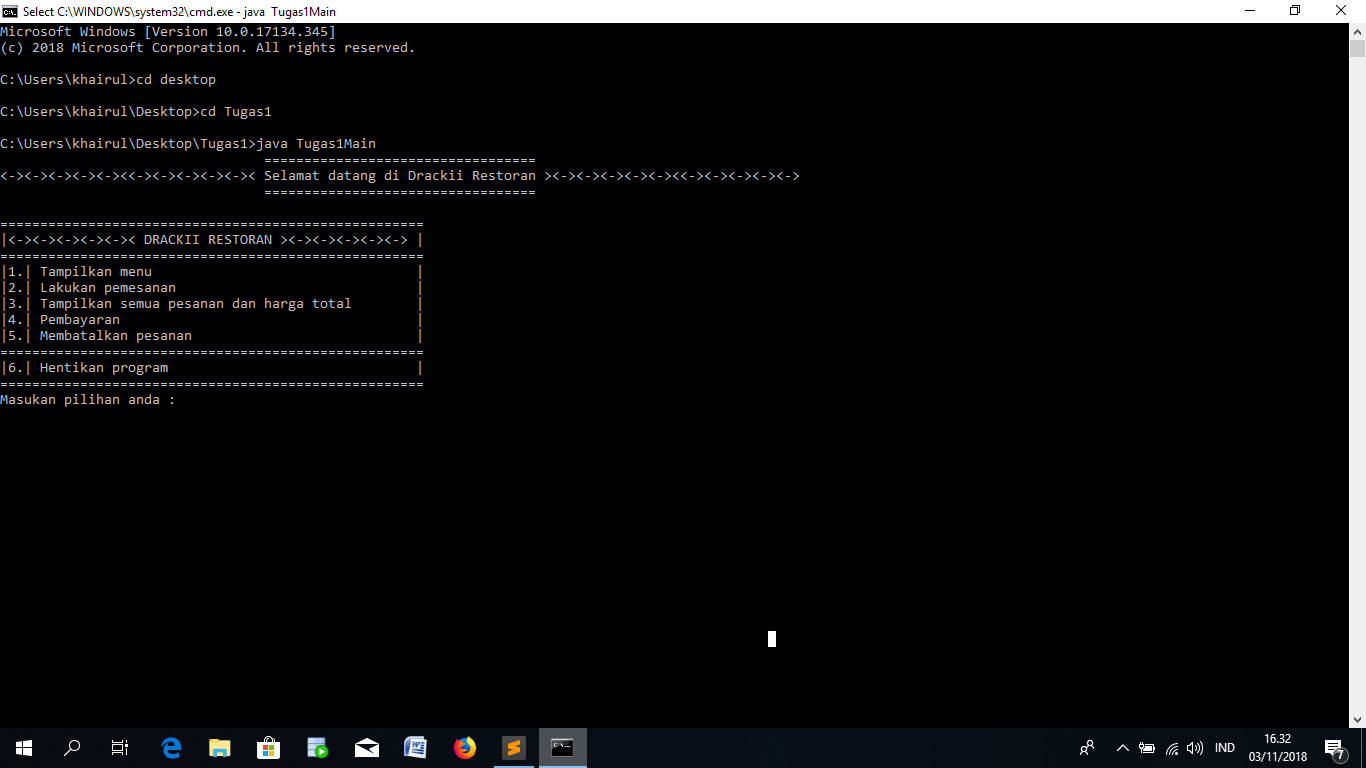 Select C:\WINDOWS\system32\cmd.exe - java  Tugas1Main
Microsoft Windows [Version 10.0.17134.345]
(c) 2018 Microsoft Corporation. All rights reserved.
C:\Users\khairul>cd desktop
C:\Users\khairul\Desktop>cd Tugas1
C:\Users\khairul\Desktop\Tugas1>java Tugas1Main
==================================
<-><-><-><-><-><<-><-><-><-><->< Selamat datang di Drackii Restoran ><-><-><-><-><-><<-><-><-><-><->
==================================
=====================================================
|<-><-><-><-><->< DRACKII RESTORAN ><-><-><-><-><-> |
=====================================================
|1.| Tampilkan menu                                 |
|2.| Lakukan pemesanan                              |
|3.| Tampilkan semua pesanan dan harga total        |
|4.| Pembayaran                                     |
|5.| Membatalkan pesanan                            |
=====================================================
|6.| Hentikan program                               |
=====================================================
Masukan pilihan anda :
IND
16.32
03/11/2018
7